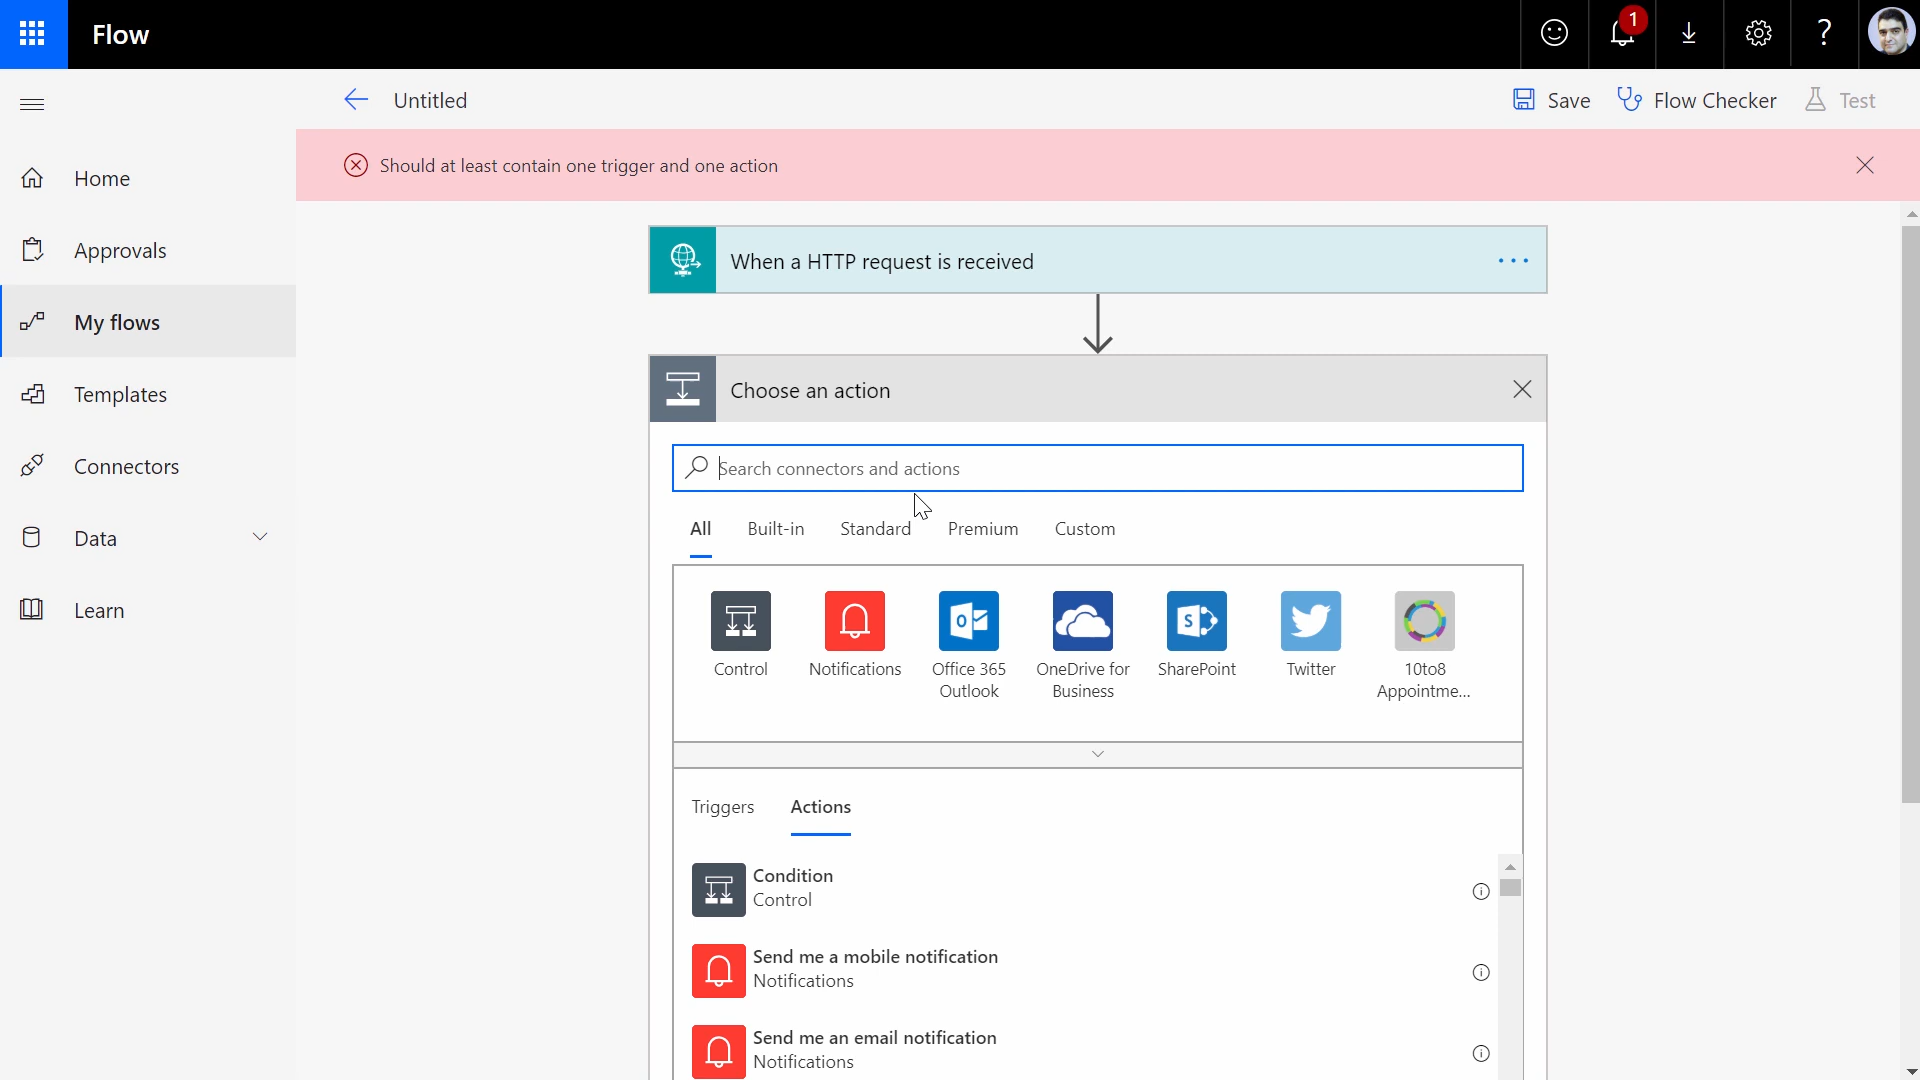 Flow
1
?
Untitled
Save
Flow Checker
Test
Should at least contain one trigger and one action
Home
Approvals
My flows
Templates
Connectors
Data
Learn
When a HTTP request is received
Choose an action
Search connectors and actions
All
Built-in
Standard
Premium
Custom
Control
Notifications
Office 365
Outlook
OneDrive for
Business
SharePoint
Twitter
10to8
Appointme...
Triggers
Actions
Condition
Control
Send me a mobile notification
Notifications
Send me an email notification
Notifications